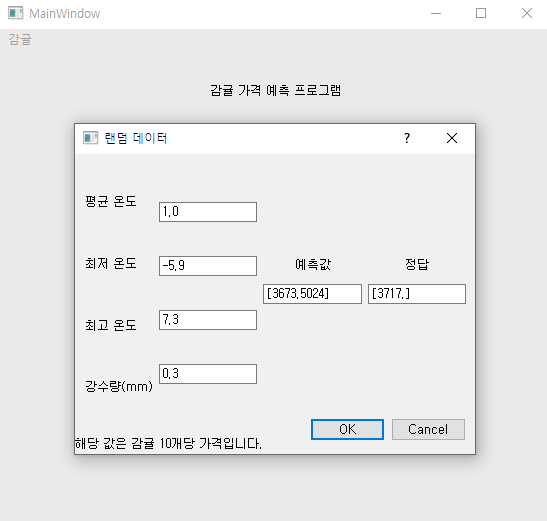 MainWindow
감귤
감귤 가격 예측 프로그램
랜덤 데이터
?
평균 온도
1.0
최저 온도
-5.9
예측값
정답
[3673.5024]
[3717.]
최고 온도
7.3
강수량(mm)
0.3
OK
Cancel
해당 값은 감귤 10개당 가격입니다.